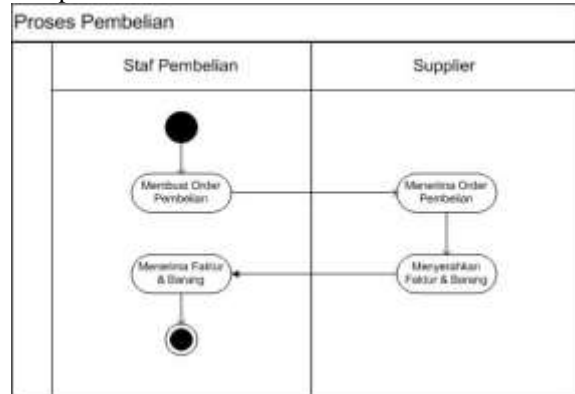 Proses Pembelian
Staf Pembelian
Supplier
Membuat Order
Pembelian
Menerima Order
Pembelian
Menerima Faktur
& Barang
Menyerahkan
Faktur & Barang